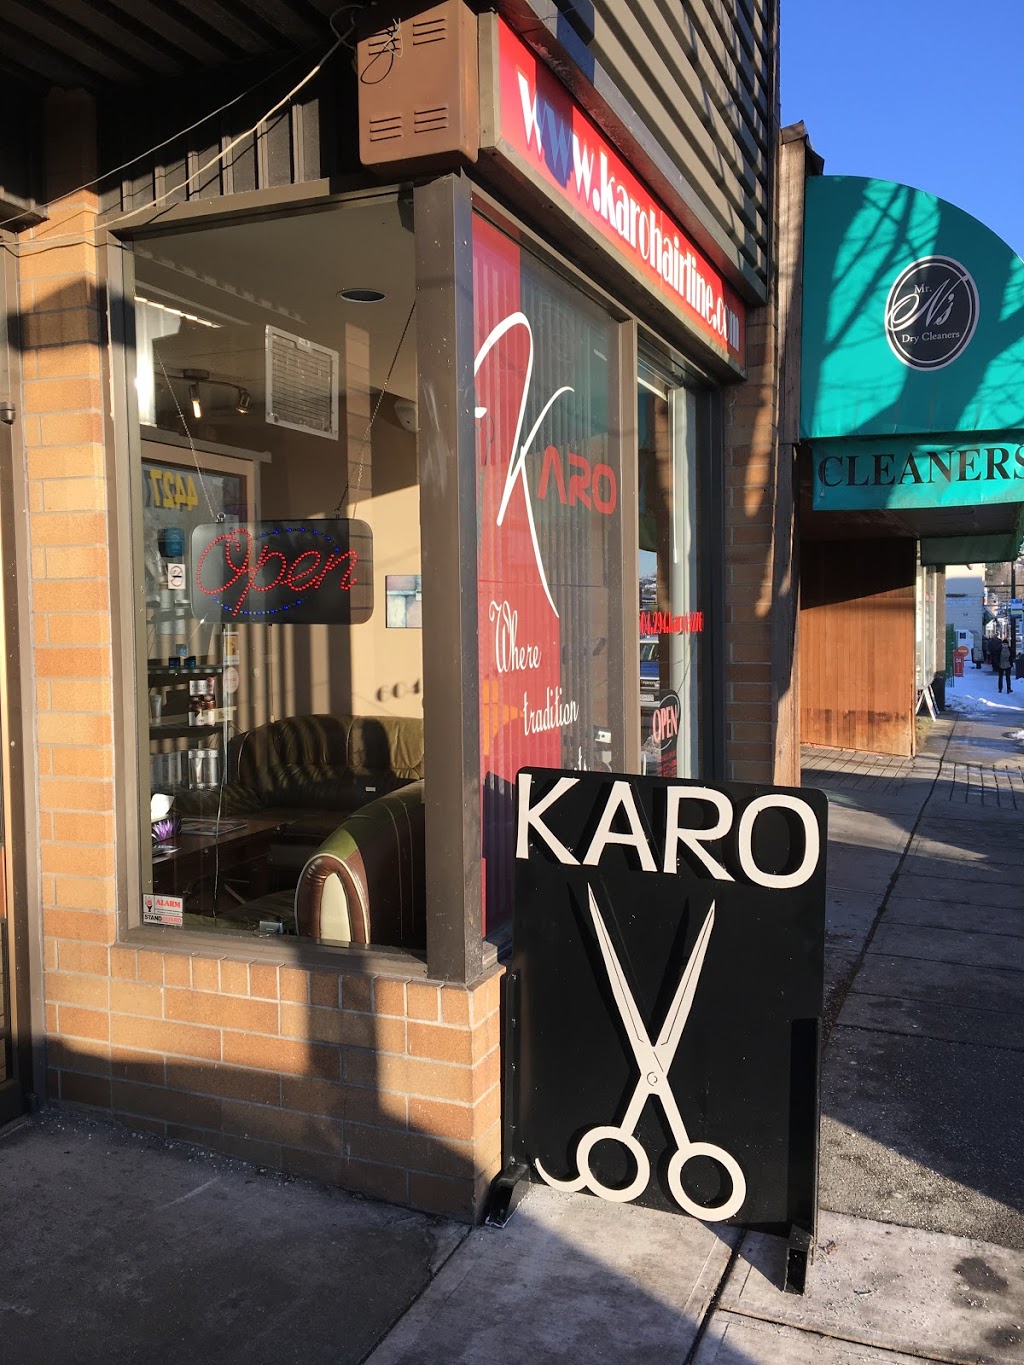 www.karohairline.com
Mr.
N's
Dry Cleaners
CLEANERS
KARO
Where
tradition
4427
Open
604
OPEN
ALARM
KARO